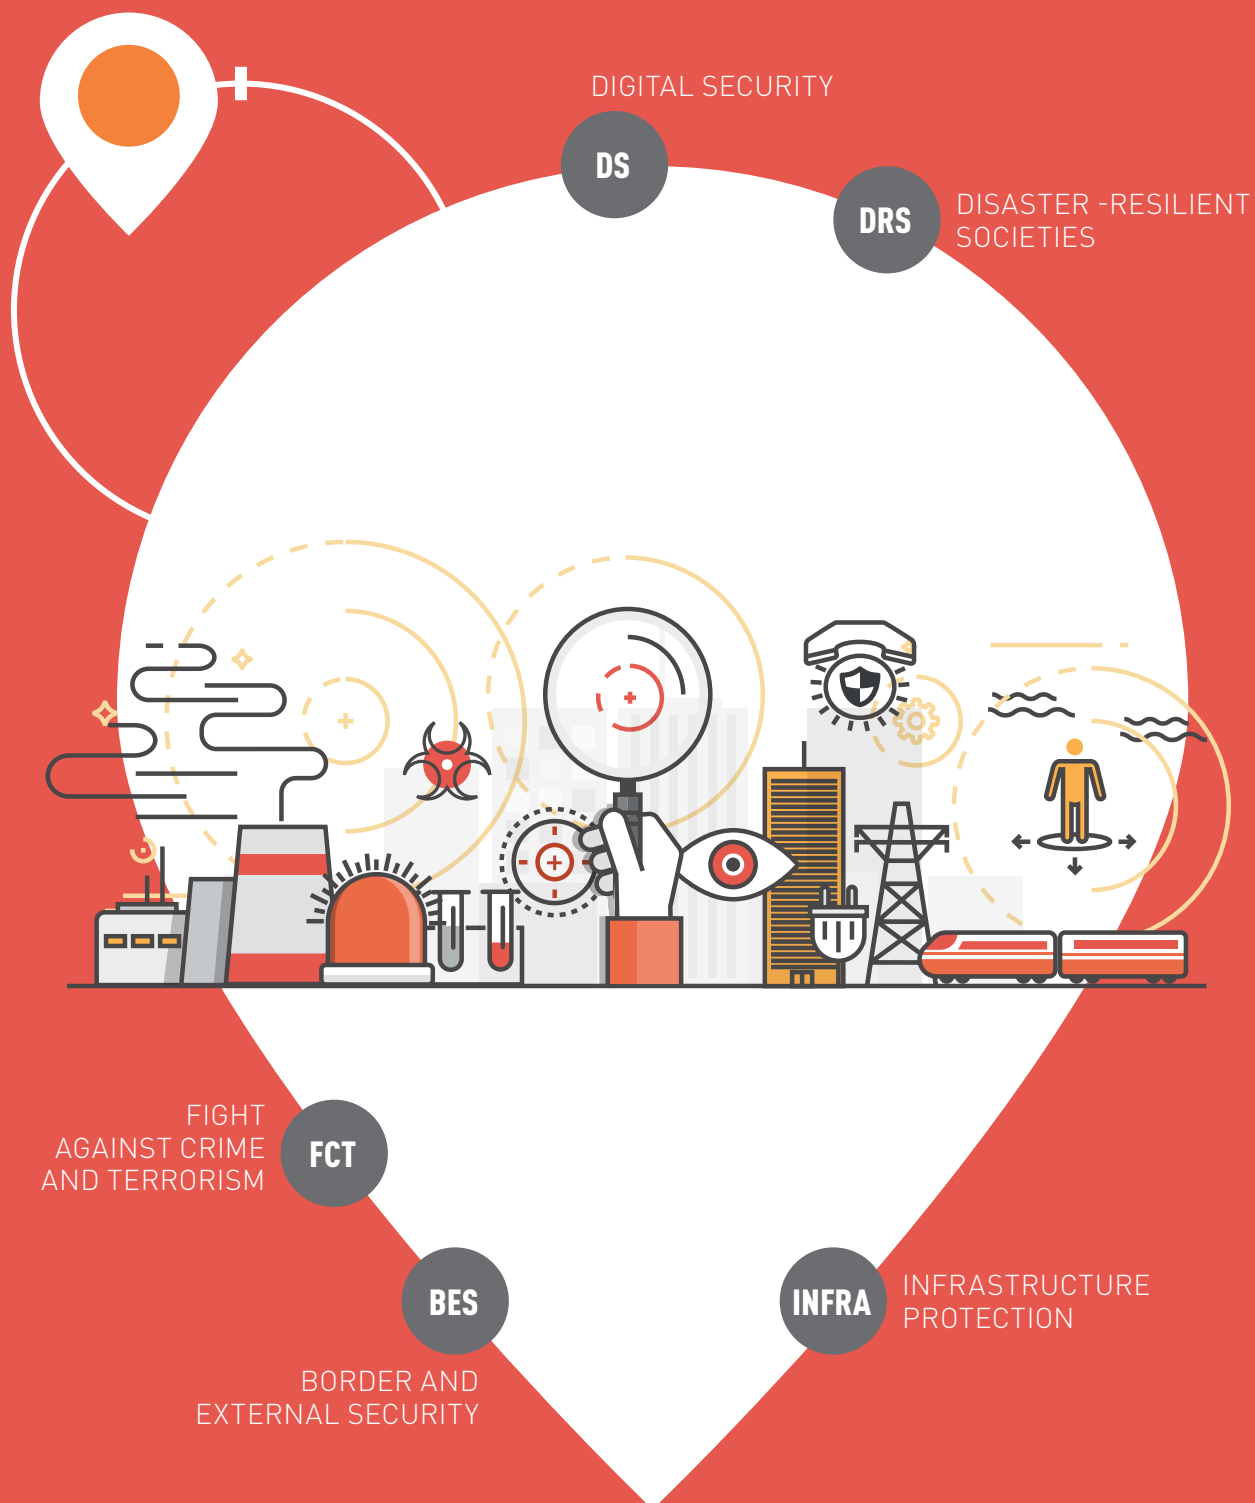 DIGITAL SECURITY
DS
DRS
DISASTER -RESILIENT
SOCIETIES
FIGHT
AGAINST CRIME
AND TERRORISM
FCT
BES
BORDER AND
EXTERNAL SECURITY
INFRA
INFRASTRUCTURE
PROTECTION